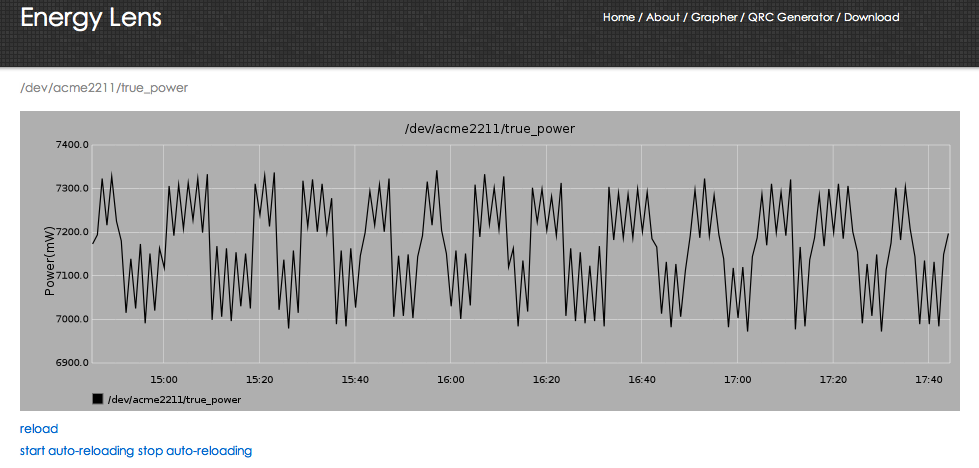 Energy Lens
Home / About / Grapher / QRC Generator / Download
/dev/acme2211/true_power
/dev/acme2211/true_power
7400.0
7300.0
7200.0
7100.0
7000.0
6900.0
Power(mW)
15:00 15:20 15:40 16:00 16:20 16:40 17:00 17:20 17:40
/dev/acme2211/true_power
reload
start auto-reloading stop auto-reloading